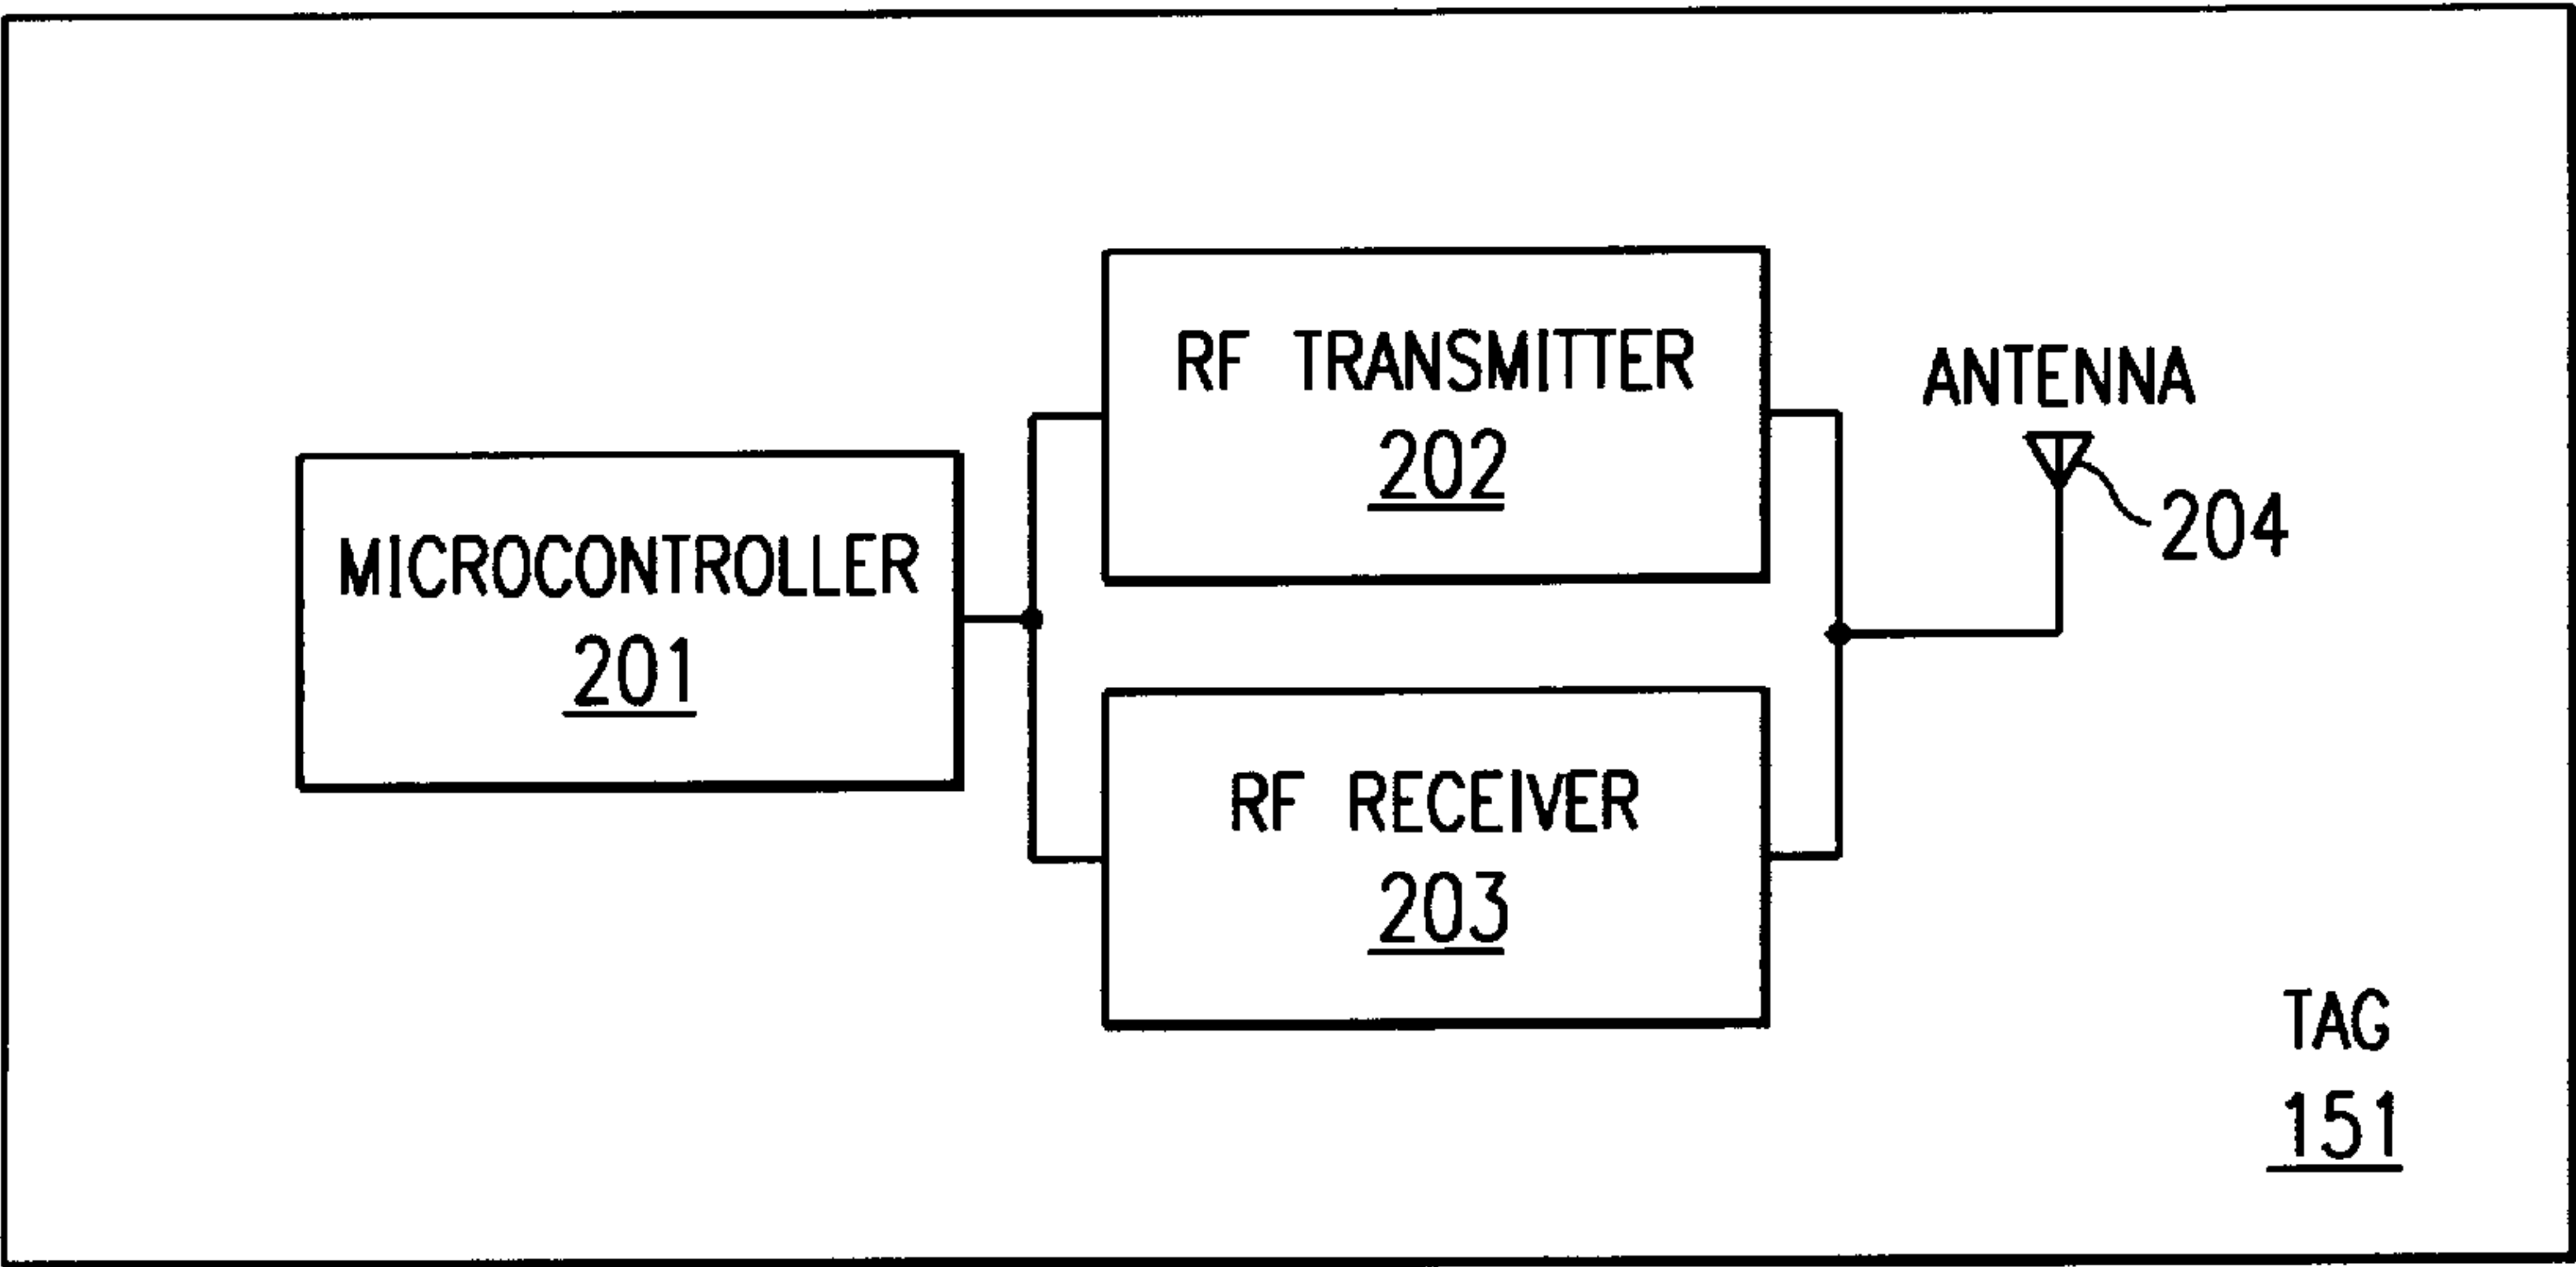 RF TRANSMITTER
202
ANTENNA
204
MICROCONTROLLER
201
RF RECEIVER
203
TAG
151